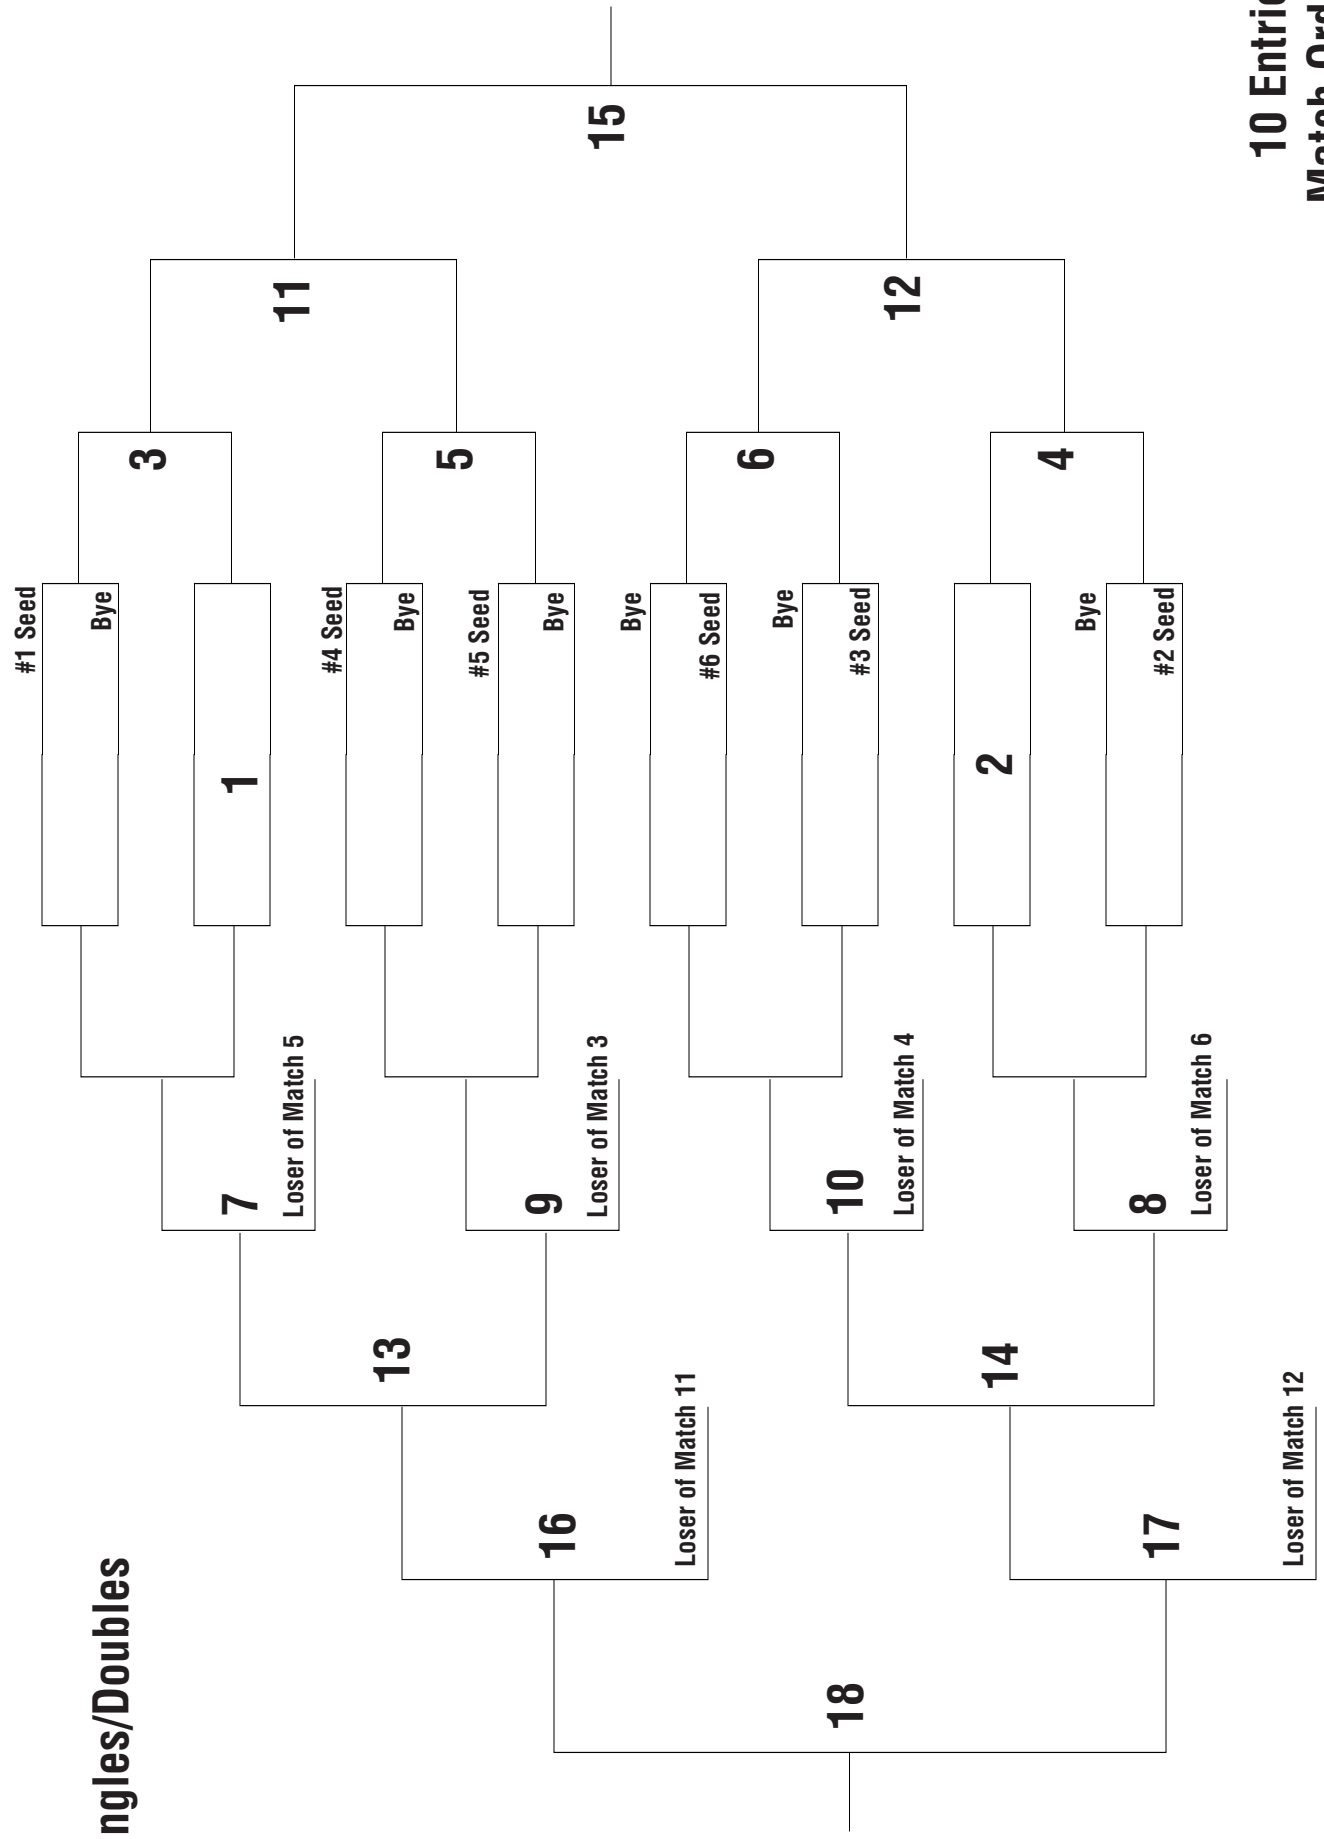 #1 Seed
ngles/Doubles
Bye
3
7
1
Loser of Match 5
11
#4 Seed
13
Bye
5
#5 Seed
16
9
Bye
Loser of Match 3
15
Bye
Loser of Match 11
#6 Seed
6
Bye
18
10
#3 Seed
Loser of Match 4
12
14
2
4
Bye
17
8
#2 Seed
Loser of Match 6
10 Entrie
Loser of Match 12
Match Ord